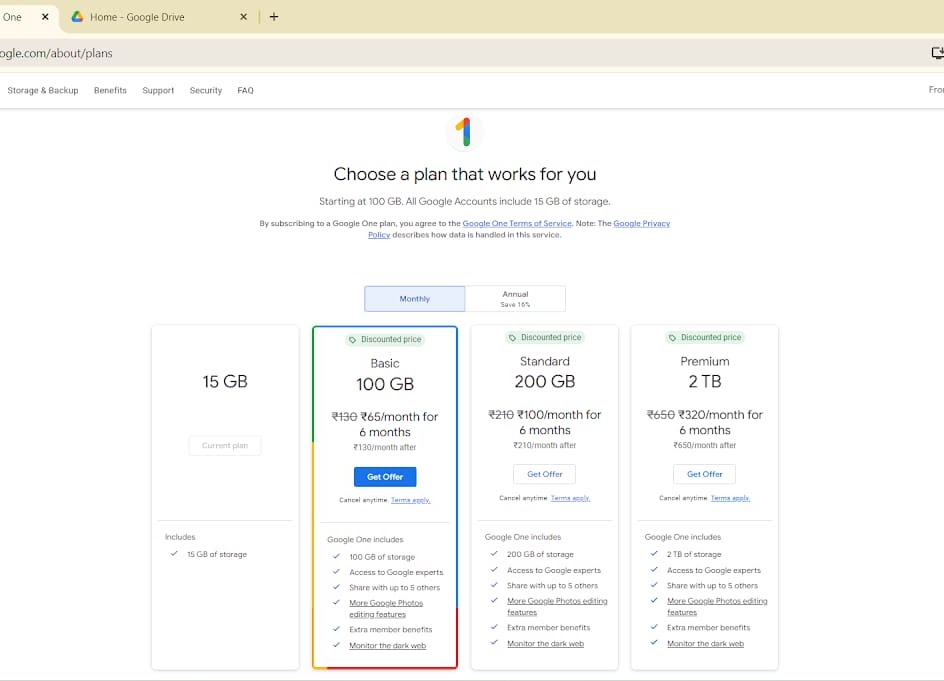 One
Home - Google Drive
ogle.com/about/plans
Storage & Backup Benefits Support Security FAQ
Choose a plan that works for you
Starting at 100 GB. All Google Accounts include 15 GB of storage.
By subscribing to a Google One plan, you agree to the Google One Terms of Service. Note: The Google Privacy
Policy describes how data is handled in this service.
Monthly
Annual
Save 16%
15 GB
Current plan
Includes
15 GB of storage
Discounted price
Basic
100 GB
₹130 ₹65/month for
6 months
₹130/month after
Get Offer
Cancel anytime. Terms apply.
Google One includes
100 GB of storage
Access to Google experts
Share with up to 5 others
More Google Photos
editing features
Extra member benefits
Monitor the dark web
Discounted price
Standard
200 GB
₹210 ₹100/month for
6 months
₹210/month after
Get Offer
Cancel anytime. Terms apply.
Google One includes
200 GB of storage
Access to Google experts
Share with up to 5 others
More Google Photos editing
features
Extra member benefits
Monitor the dark web
Discounted price
Premium
2 TB
₹650 ₹320/month for
6 months
₹650/month after
Get Offer
Cancel anytime. Terms apply.
Google One includes
2 TB of storage
Access to Google experts
Share with up to 5 others
More Google Photos editing
features
Extra member benefits
Monitor the dark web